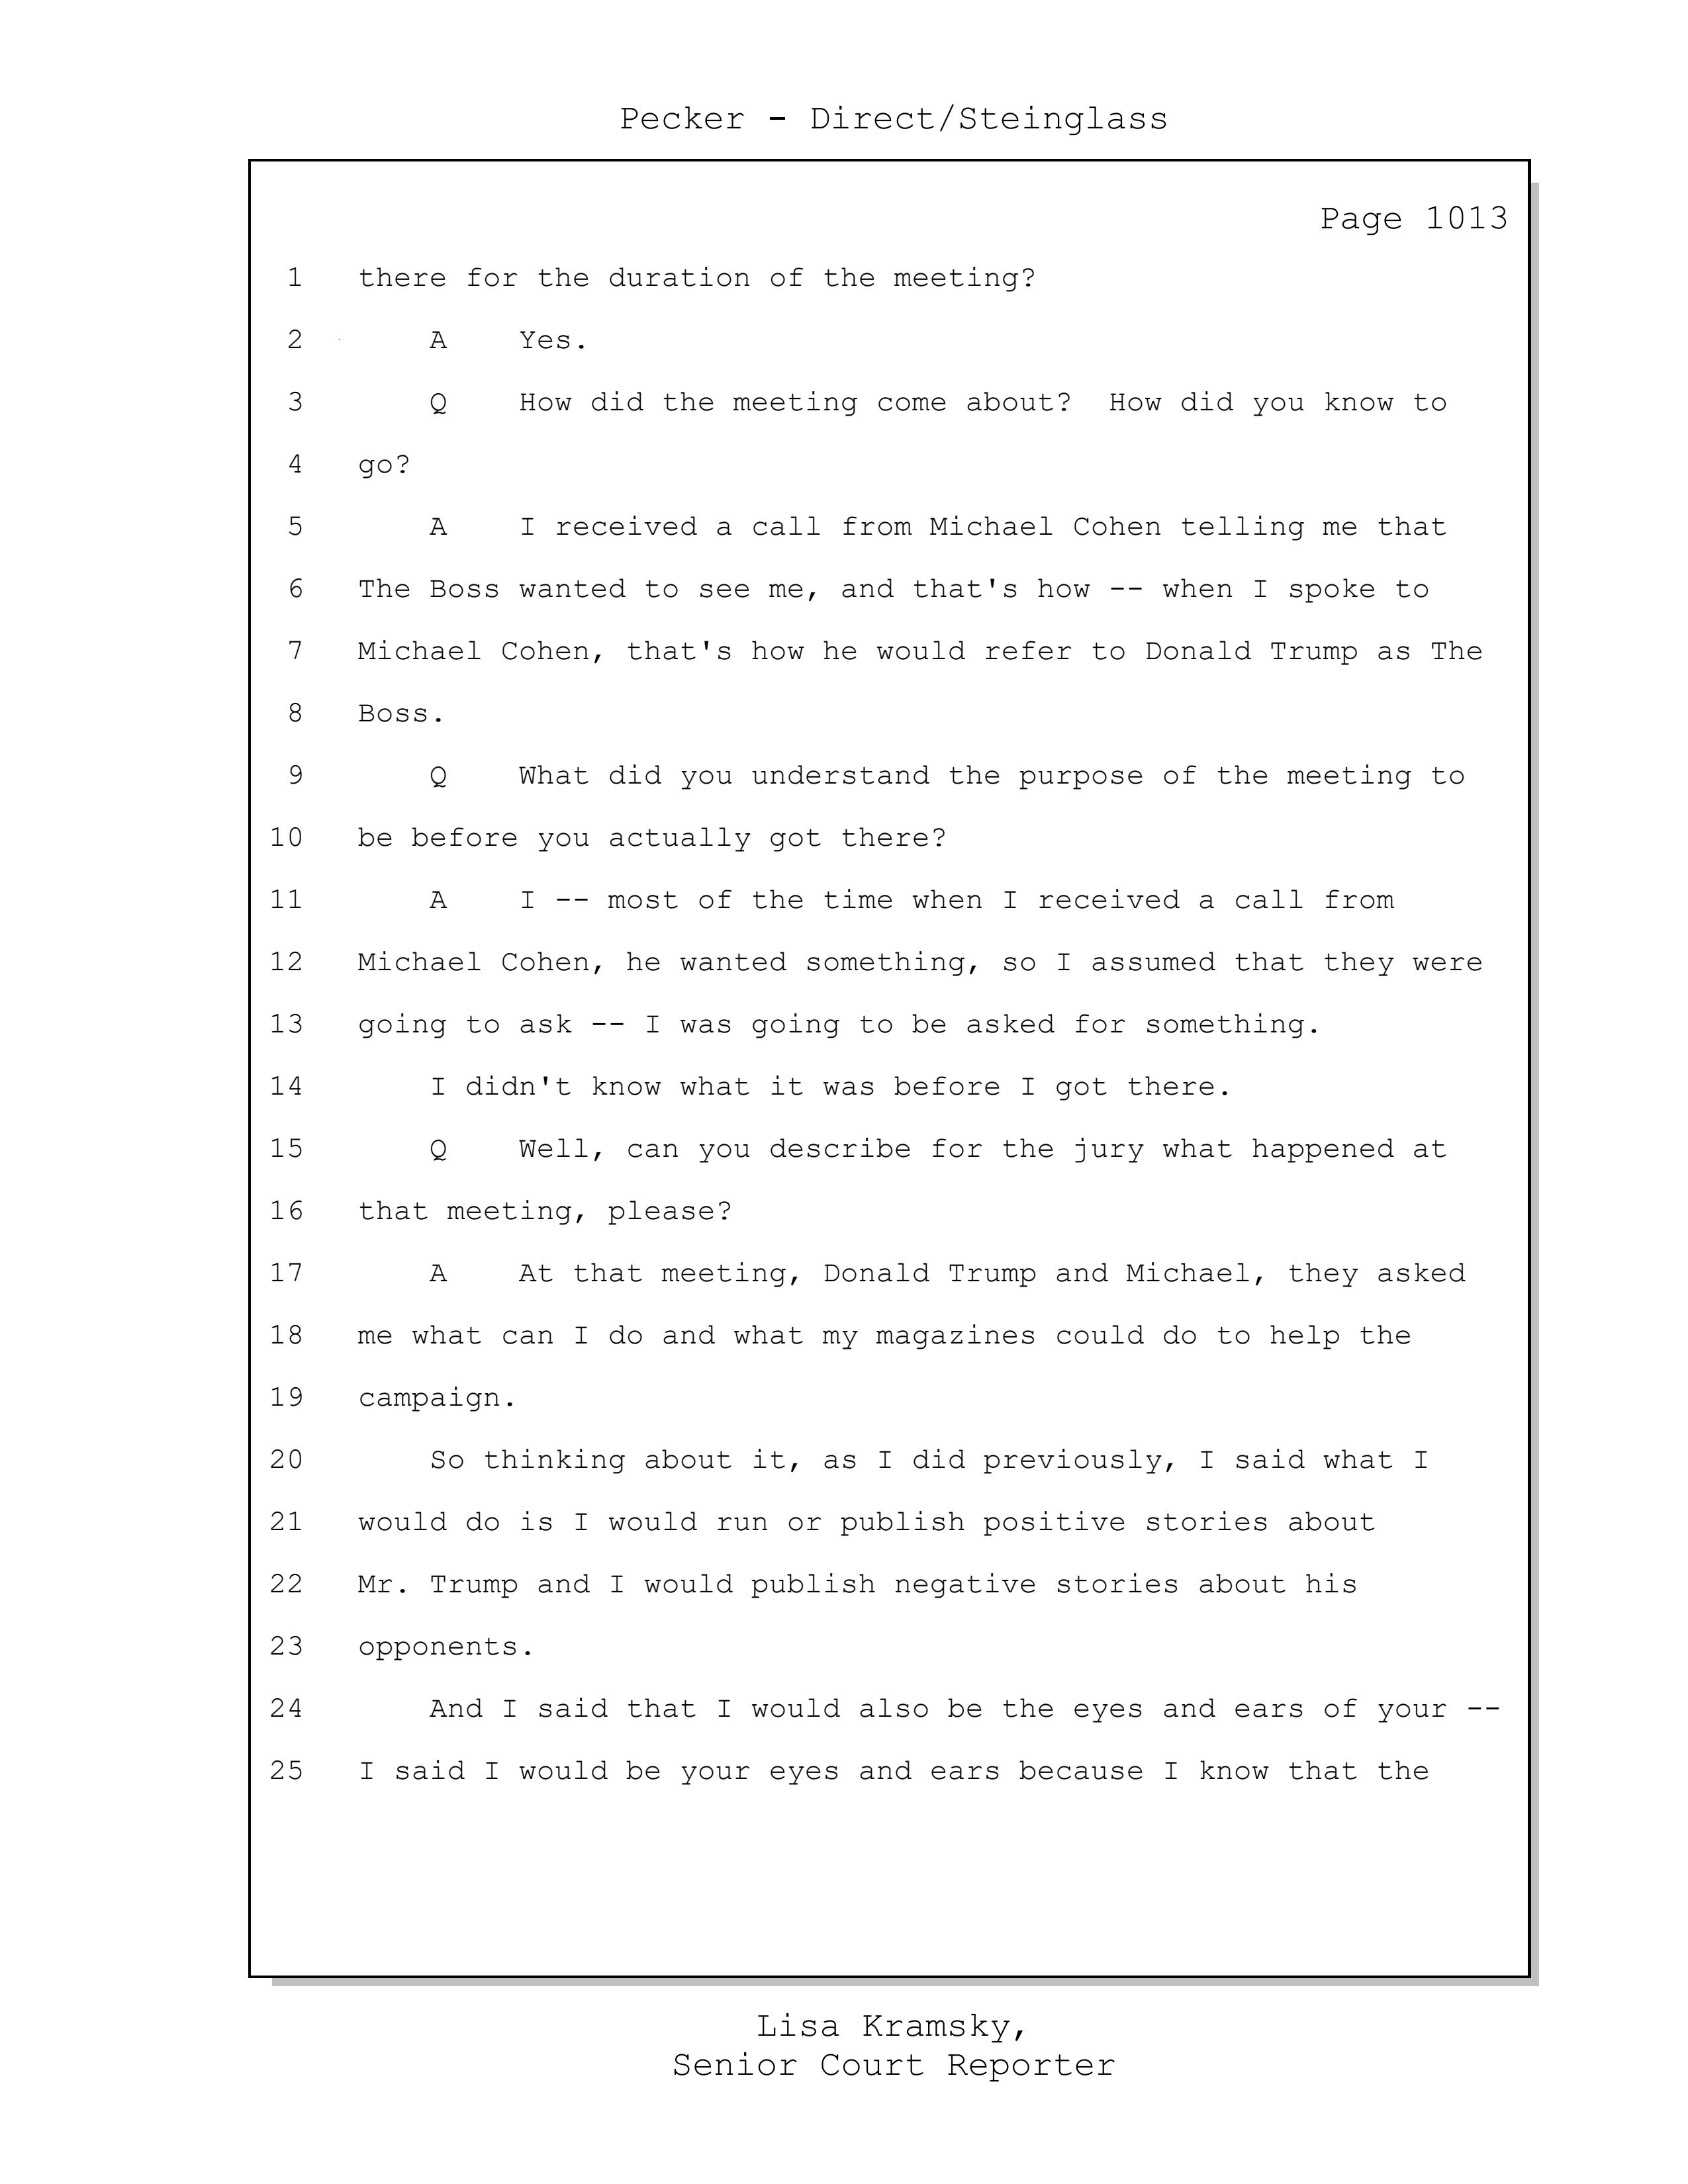 Pecker - Direct/Steinglass
Page 1013
1 there for the duration of the meeting?
2 A Yes.
3 Q How did the meeting come about? How did you know to
4 go?
5 A I received a call from Michael Cohen telling me that
6 The Boss wanted to see me, and that's how -- when I spoke to
7 Michael Cohen, that's how he would refer to Donald Trump as The
8 Boss.
9 Q What did you understand the purpose of the meeting to
10 be before you actually got there?
11 A I -- most of the time when I received a call from
12 Michael Cohen, he wanted something, so I assumed that they were
13 going to ask -- I was going to be asked for something.
14 I didn't know what it was before I got there.
15 Q Well, can you describe for the jury what happened at
16 that meeting, please?
17 A At that meeting, Donald Trump and Michael, they asked
18 me what can I do and what my magazines could do to help the
19 campaign.
20 So thinking about it, as I did previously, I said what I
21 would do is I would run or publish positive stories about
22 Mr. Trump and I would publish negative stories about his
23 opponents.
24 And I said that I would also be the eyes and ears of your --
25 I said I would be your eyes and ears because I know that the
Lisa Kramsky,
Senior Court Reporter